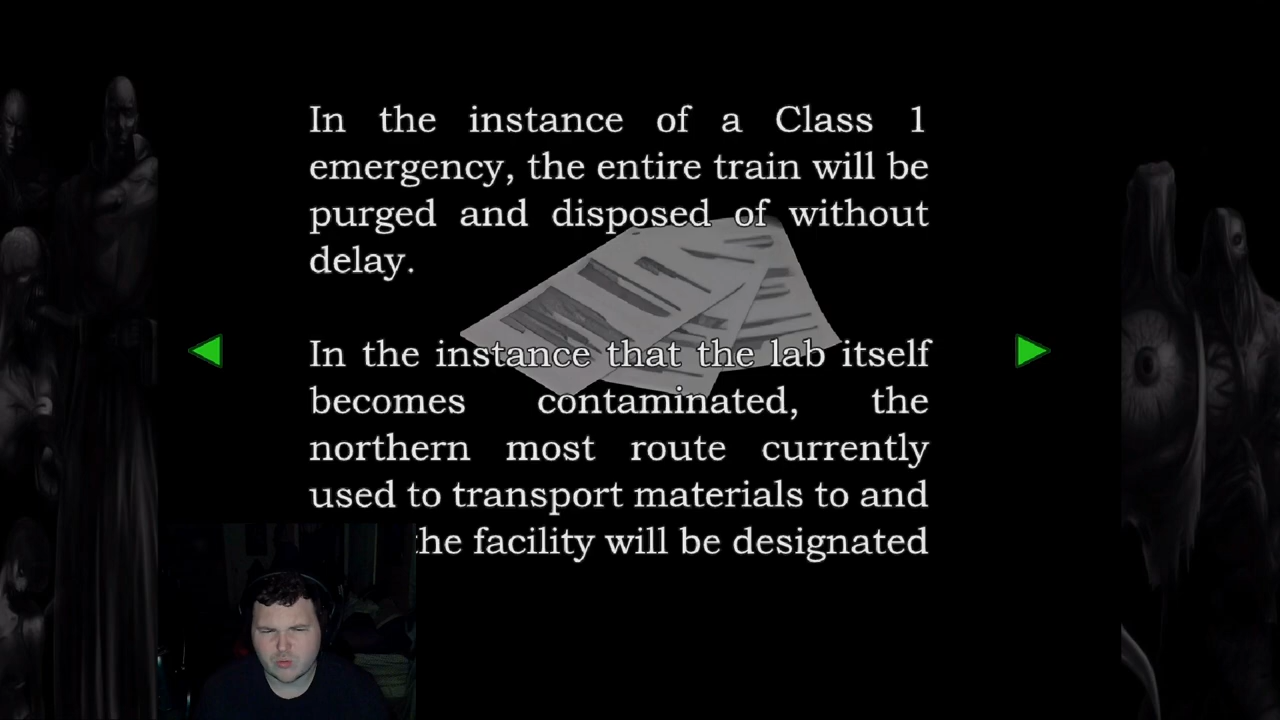 In the instance of a Class 1
emergency, the entire train will be
purged and disposed of without
delay.
In the instance that the lab itself
becomes contaminated, the
northern most route currently
used to transport materials to and
the facility will be designated